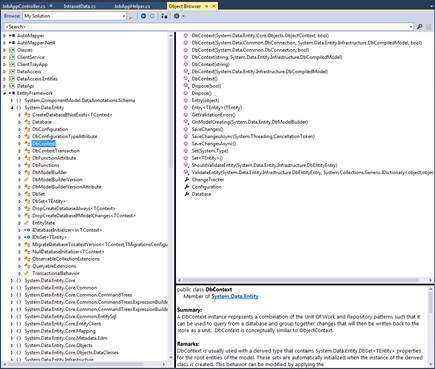 JobAppController.cs IntranetData.cs JobAppHelper.cs Object Browser
Browse: My Solution
<Search>
AutoMapper
AutoMapper.Net4
Classes
ClientService
ClientTrayApp
DataAccess
DataAccess.Entities
DataApi
EntityFramework
System.ComponentModel.DataAnnotations.Schema
System.Data.Entity
CreateDatabaseIfNotExists<TContext>
Database
DbConfiguration
DbConfigurationTypeAttribute
DbContext
DbContextTransaction
DbFunctionAttribute
DbFunctions
DbModelBuilder
DbModelBuilderVersion
DbModelBuilderVersionAttribute
DbSet
DbSet<TEntity>
DropCreateDatabaseAlways<TContext>
DropCreateDatabaseIfModelChanges<TContext>
EntityState
IDatabaseInitializer<in TContext>
IDbSet<TEntity>
MigrateDatabaseToLatestVersion<TContext,TMigrationsConfigura
NullDatabaseInitializer<TContext>
ObservableCollectionExtensions
QueryableExtensions
TransactionalBehavior
System.Data.Entity.Core
System.Data.Entity.Core.Common
System.Data.Entity.Core.Common.CommandTrees
System.Data.Entity.Core.Common.CommandTrees.ExpressionBuilder
System.Data.Entity.Core.Common.CommandTrees.ExpressionBuilder
System.Data.Entity.Core.Common.EntitySql
System.Data.Entity.Core.EntityClient
System.Data.Entity.Core.Mapping
System.Data.Entity.Core.Metadata.Edm
System.Data.Entity.Core.Objects
System.Data.Entity.Core.Objects.DataClasses
System.Data.Entity.Infrastructure
DbContext(System.Data.Entity.Core.Objects.ObjectContext, bool)
DbContext(System.Data.Common.DbConnection, System.Data.Entity.Infrastructure.DbCompiledModel, bool)
DbContext(System.Data.Common.DbConnection, bool)
DbContext(string, System.Data.Entity.Infrastructure.DbCompiledModel)
DbContext(string)
DbContext(System.Data.Entity.Infrastructure.DbCompiledModel)
DbContext()
Dispose(bool)
Dispose()
Entry(object)
Entry<TEntity>(TEntity)
GetValidationErrors()
OnModelCreating(System.Data.Entity.DbModelBuilder)
SaveChanges()
SaveChangesAsync(System.Threading.CancellationToken)
SaveChangesAsync()
Set(System.Type)
Set<TEntity>()
ShouldValidateEntity(System.Data.Entity.Infrastructure.DbEntityEntry)
ValidateEntity(System.Data.Entity.Infrastructure.DbEntityEntry, System.Collections.Generic.IDictionary<object,object
ChangeTracker
Configuration
Database
public class DbContext
Member of System.Data.Entity
Summary:
A DbContext instance represents a combination of the Unit Of Work and Repository patterns such that it
can be used to query from a database and group together changes that will then be written back to the
store as a unit. DbContext is conceptually similar to ObjectContext.
Remarks:
DbContext is usually used with a derived type that contains System.Data.Entity.DbSet<TEntity> properties
for the root entities of the model. These sets are automatically initialized when the instance of the
derived class is created. This behavior can be modified by applying the